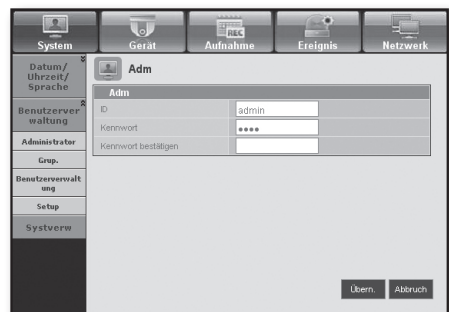 System
Gerät
REC
Aufnahme
Ereignis
Netzwerk
Datum/
Uhrzeit/
Sprache
Benutzerver
waltung
Administrator
Grup.
Benutzerverwalt
ung
Setup
Systverw
Adm
Adm
ID
admin
Kennwort
Kennwort bestätigen
Übern.
Abbruch